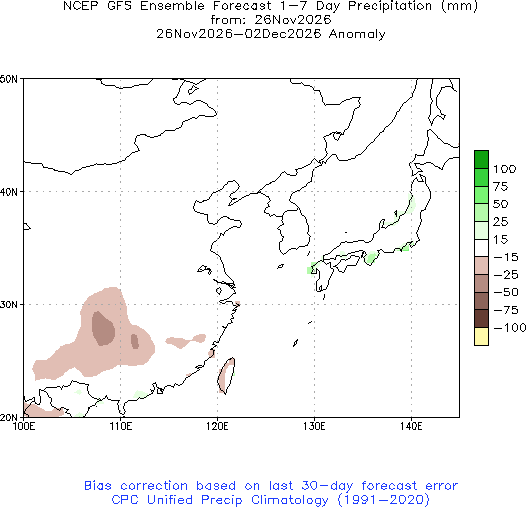 NCEP GFS Ensemble Forecast 1-7 Day Precipitation (mm)
from: 26Nov2026
26Nov2026-02Dec2026 Anomaly
50N
40N
30N
20N
100E 110E 120E 130E 140E
100
75
50
25
15
-15
-25
-50
-75
-100
Bias correction based on last 30-day forecast error
CPC Unified Precip Climatology (1991-2020)